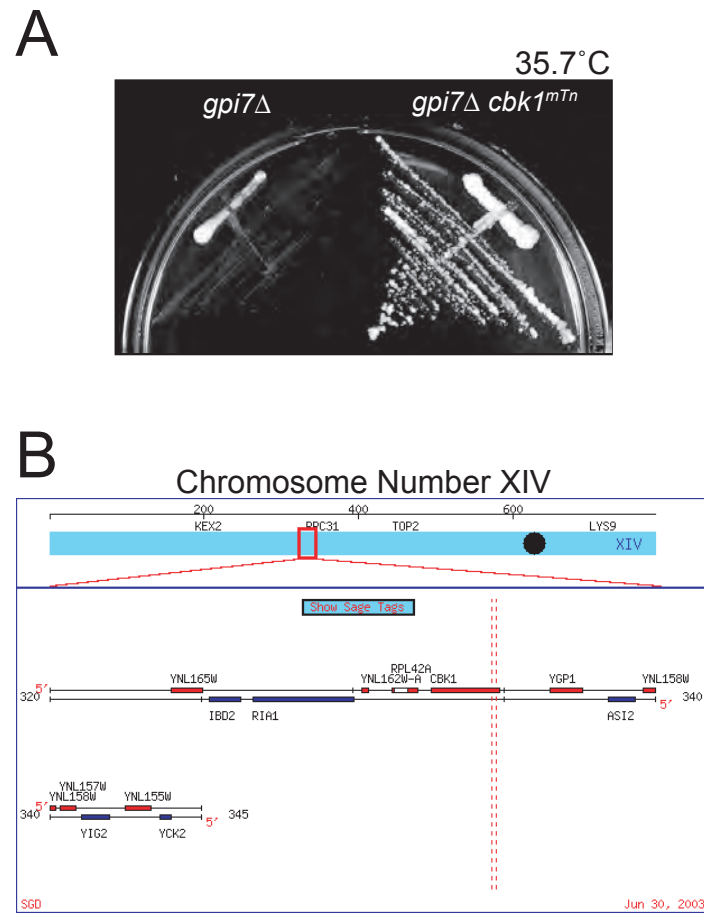 A
35.7°C
gpi7Δ
gpi7Δ cbk1mTn
B
Chromosome Number XIV
200 400 600
KEX2 RPC31 TOP2 LYS9
XIV
Show Sage Tags
RPL42A
YNL165W YNL162W-A CBK1 YGP1 YNL158W
320 5' 340
5'
IBD2 RIA1 ASI2
YNL157W
YNL158W YNL155W
340 5' 5' 345
YIG2 YCK2
SGD Jun 30, 2003